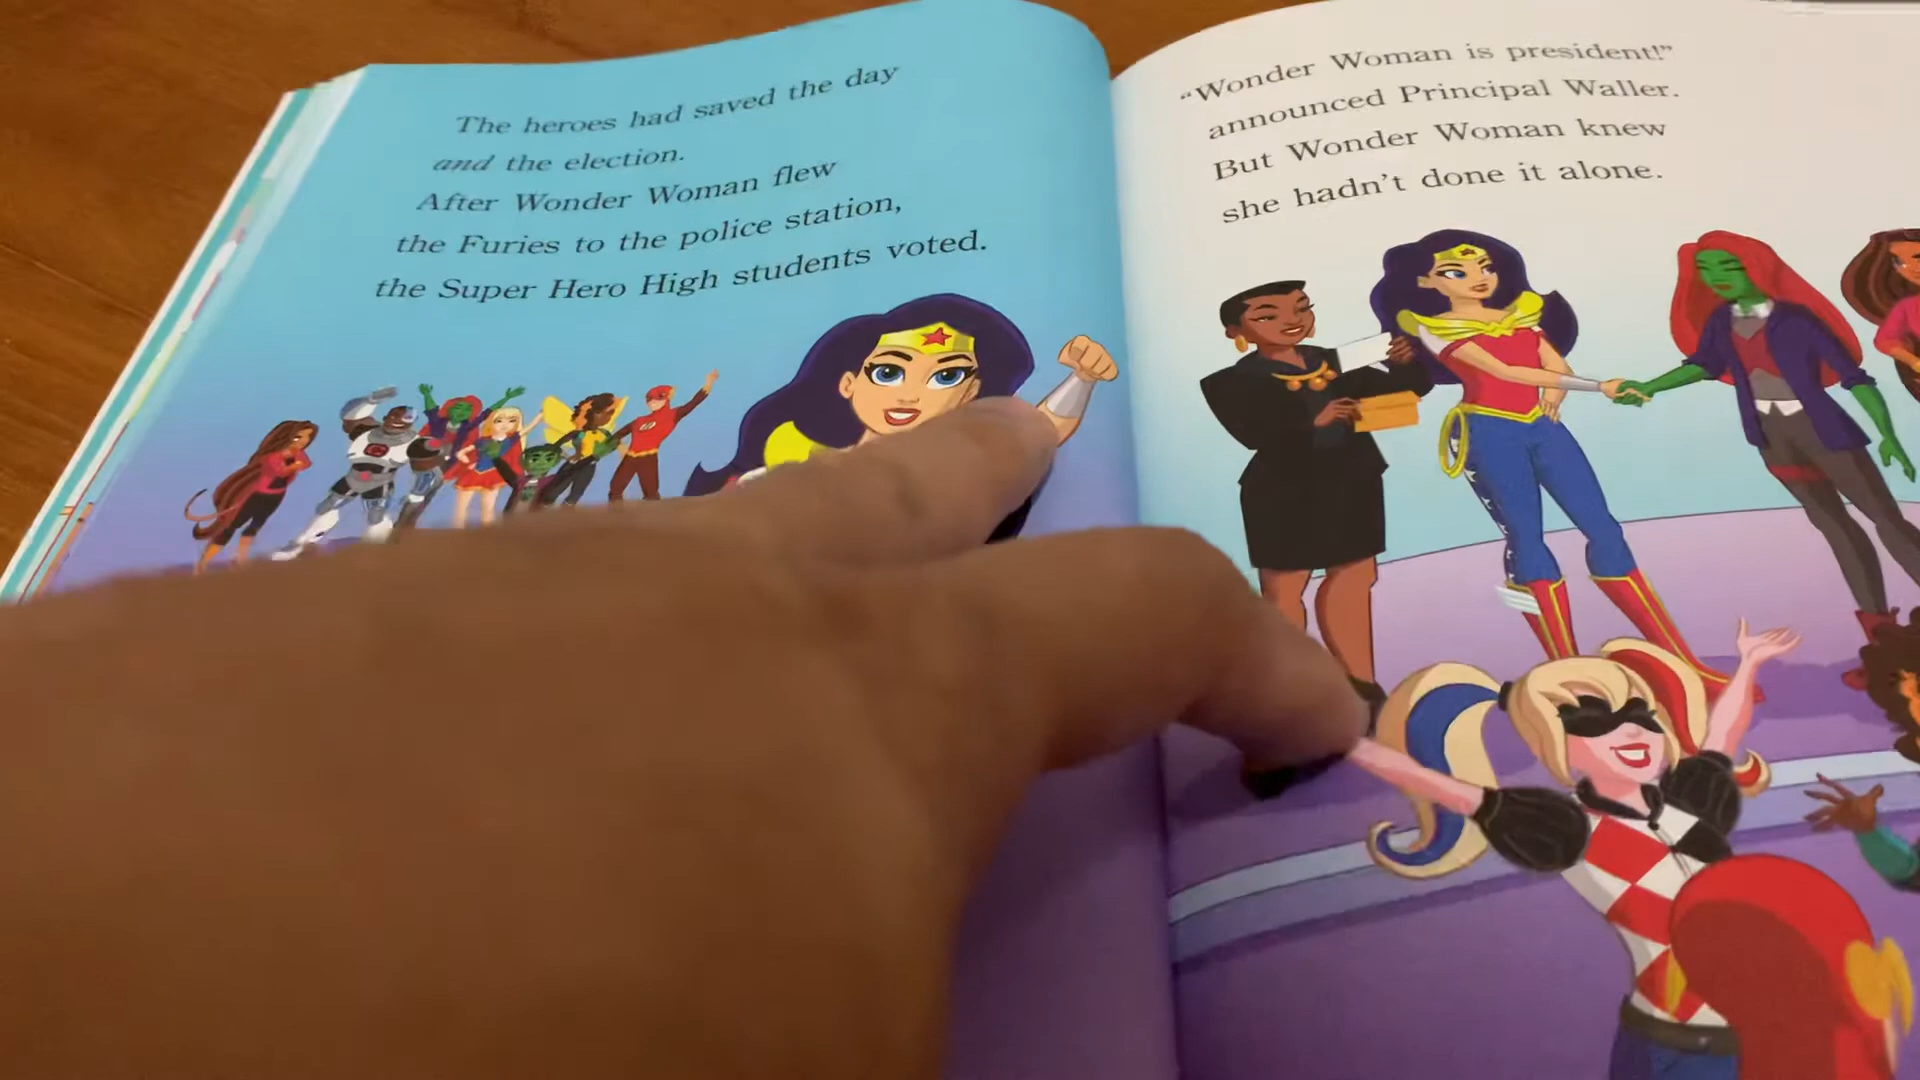 The heroes had saved the day
and the election.
After Wonder Woman flew
the Furies to the police station,
the Super Hero High students voted.
“Wonder Woman is president!”
announced Principal Waller.
But Wonder Woman knew
she hadn’t done it alone.